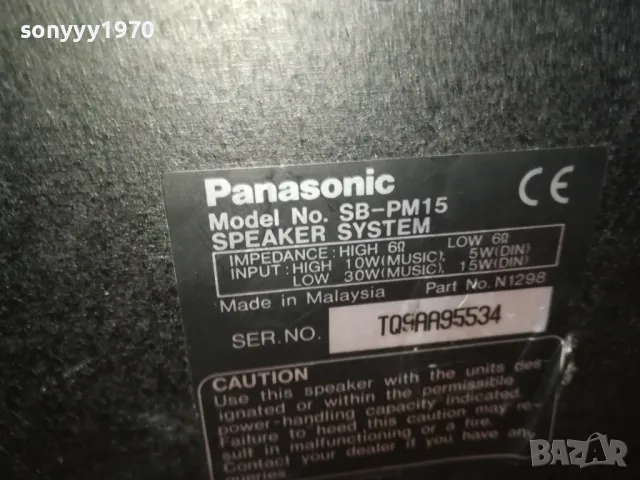 sonyyy1970
Panasonic
CE
Model No. SB-PM15
SPEAKER SYSTEM
IMPEDANCE: HIGH 6Ω LOW 6Ω
INPUT: HIGH 10W(MUSIC), 5W(DIN)
LOW 30W(MUSIC), 15W(DIN)
Made in Malaysia Part No. N1298
SER.NO. TQ9AA95534
CAUTION
Use this speaker with the units des-
ignated or within the permissible
power-handling capacity indicated.
Failure to heed this caution may re-
sult in malfunctioning or a fire.
Contact your dealer if you have any
queries.
BAZAR